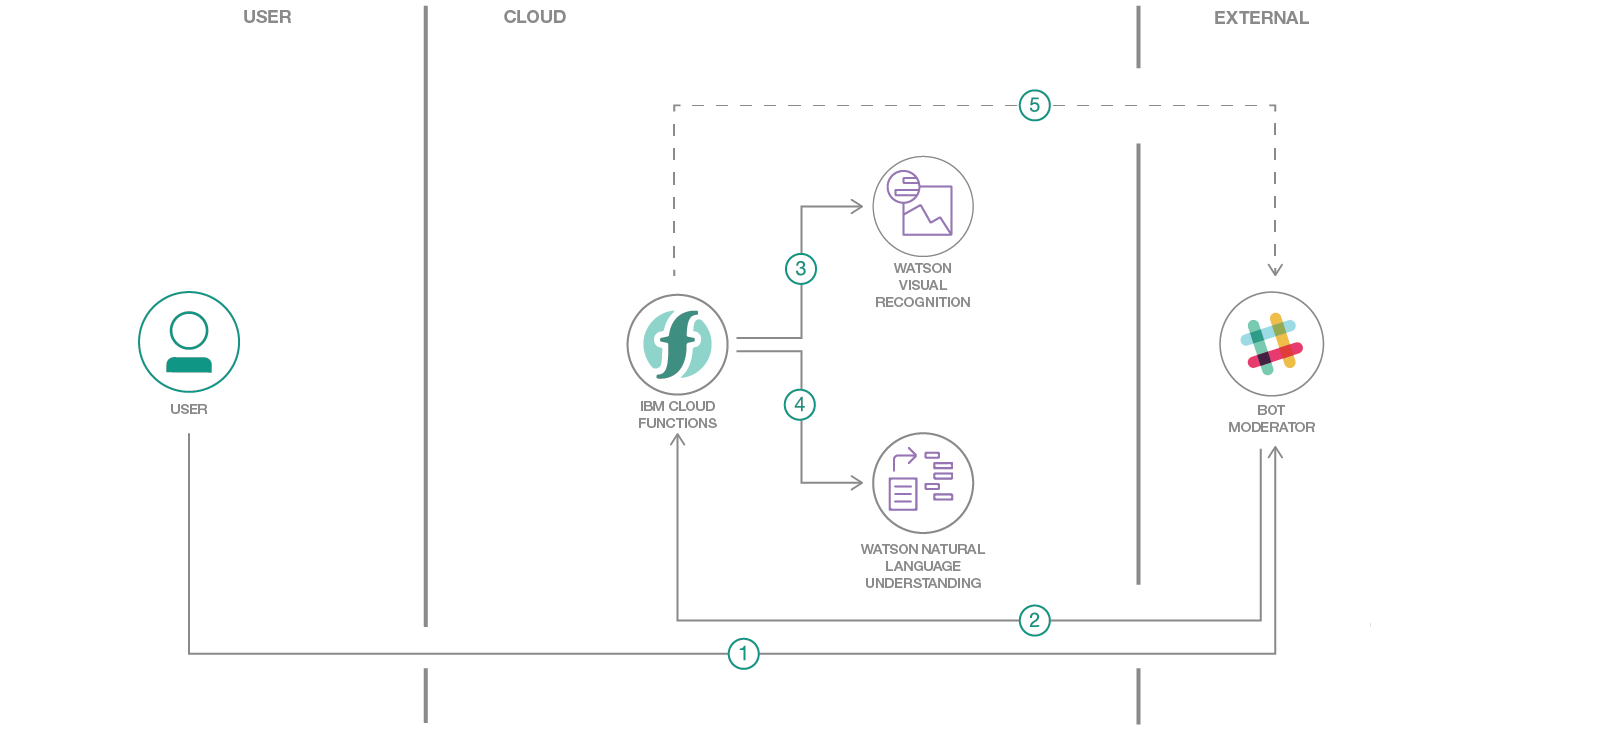 USER
CLOUD
EXTERNAL
5
3
WATSON
VISUAL
RECOGNITION
USER
IBM CLOUD
FUNCTIONS
4
BOT
MODERATOR
WATSON NATURAL
LANGUAGE
UNDERSTANDING
2
1